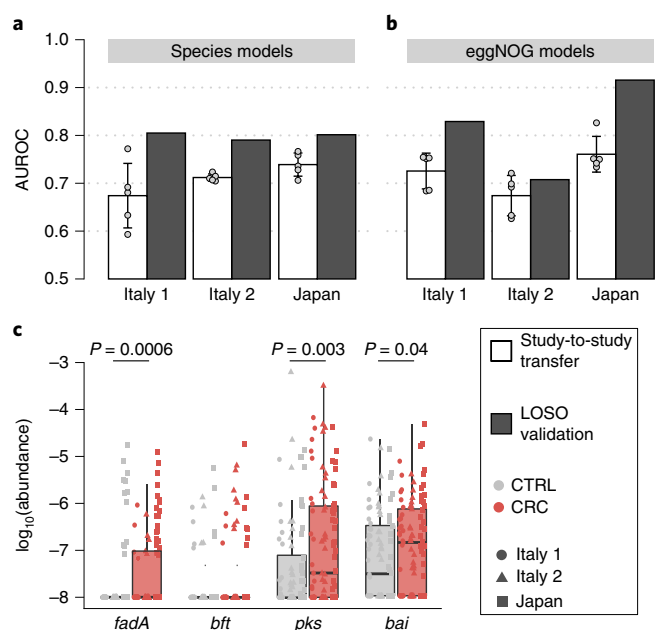 a
b
Species models
eggNOG models
AUROC
0.9
0.8
0.7
0.6
0.5
Italy 1
Italy 2
Japan
Italy 1
Italy 2
Japan
c
P = 0.0006
P = 0.003
P = 0.04
log10(abundance)
–3
–4
–5
–6
–7
–8
fadA
bft
pks
bai
Study-to-study
transfer
LOSO
validation
CTRL
CRC
Italy 1
Italy 2
Japan
1.0